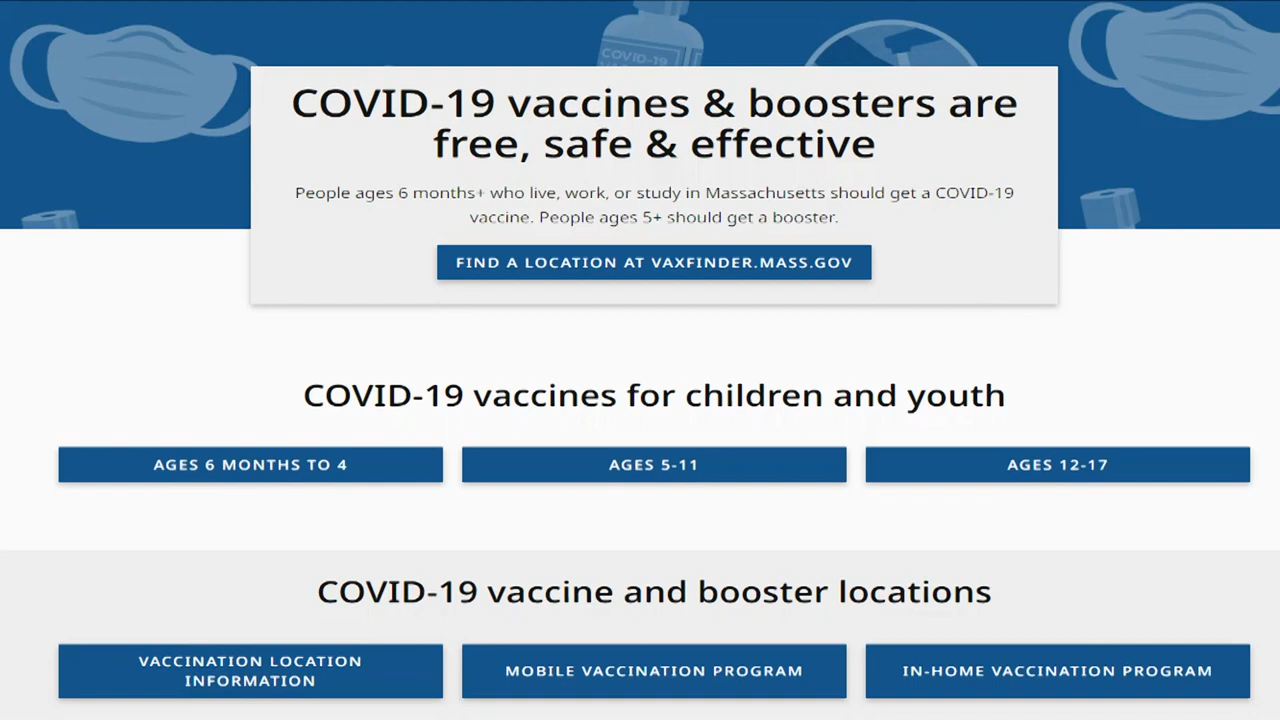 COVID-19
COVID-19 vaccines & boosters are
free, safe & effective
People ages 6 months+ who live, work, or study in Massachusetts should get a COVID-19
vaccine. People ages 5+ should get a booster.
FIND A LOCATION AT VAXFINDER.MASS.GOV
COVID-19 vaccines for children and youth
AGES 6 MONTHS TO 4
AGES 5-11
AGES 12-17
COVID-19 vaccine and booster locations
VACCINATION LOCATION
INFORMATION
MOBILE VACCINATION PROGRAM
IN-HOME VACCINATION PROGRAM